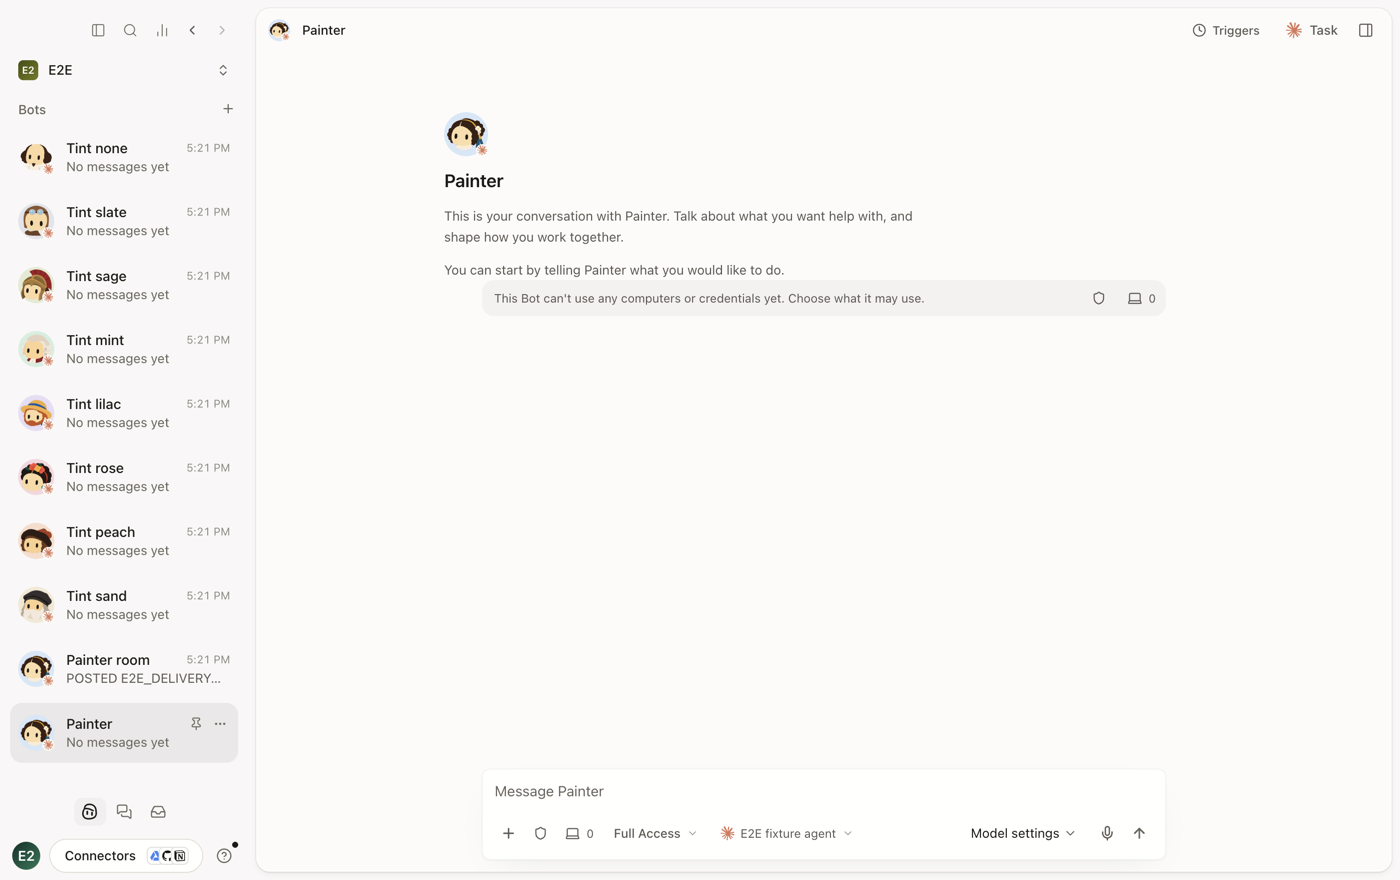 E2 E2E
Bots
Tint none 5:21 PM
No messages yet
Tint slate 5:21 PM
No messages yet
Tint sage 5:21 PM
No messages yet
Tint mint 5:21 PM
No messages yet
Tint lilac 5:21 PM
No messages yet
Tint rose 5:21 PM
No messages yet
Tint peach 5:21 PM
No messages yet
Tint sand 5:21 PM
No messages yet
Painter room 5:21 PM
POSTED E2E_DELIVERY...
Painter
No messages yet
E2 Connectors
Painter
Triggers Task
Painter
This is your conversation with Painter. Talk about what you want help with, and
shape how you work together.
You can start by telling Painter what you would like to do.
This Bot can't use any computers or credentials yet. Choose what it may use. 0
Message Painter
0 Full Access E2E fixture agent Model settings